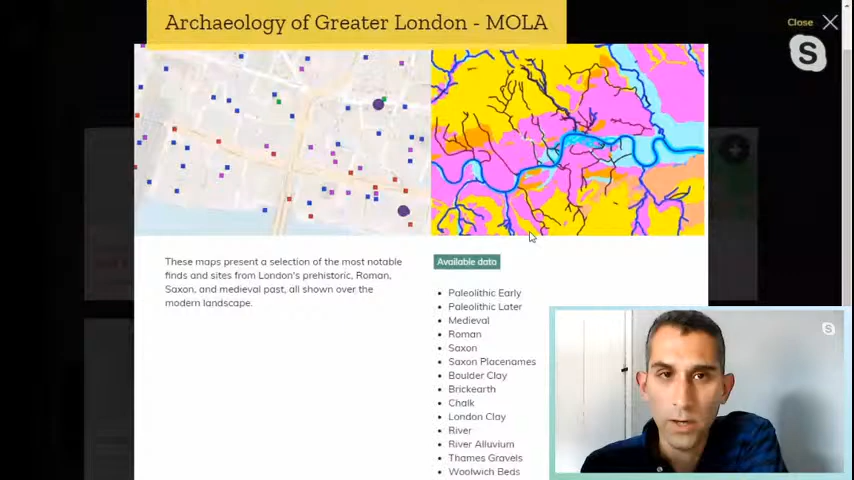 Archaeology of Greater London - MOLA
Close
These maps present a selection of the most notable
finds and sites from London's prehistoric, Roman,
Saxon, and medieval past, all shown over the
modern landscape.
Available data
• Paleolithic Early
• Paleolithic Later
• Medieval
• Roman
• Saxon
• Saxon Placenames
• Boulder Clay
• Brickearth
• Chalk
• London Clay
• River
• River Alluvium
• Thames Gravels
• Woolwich Beds